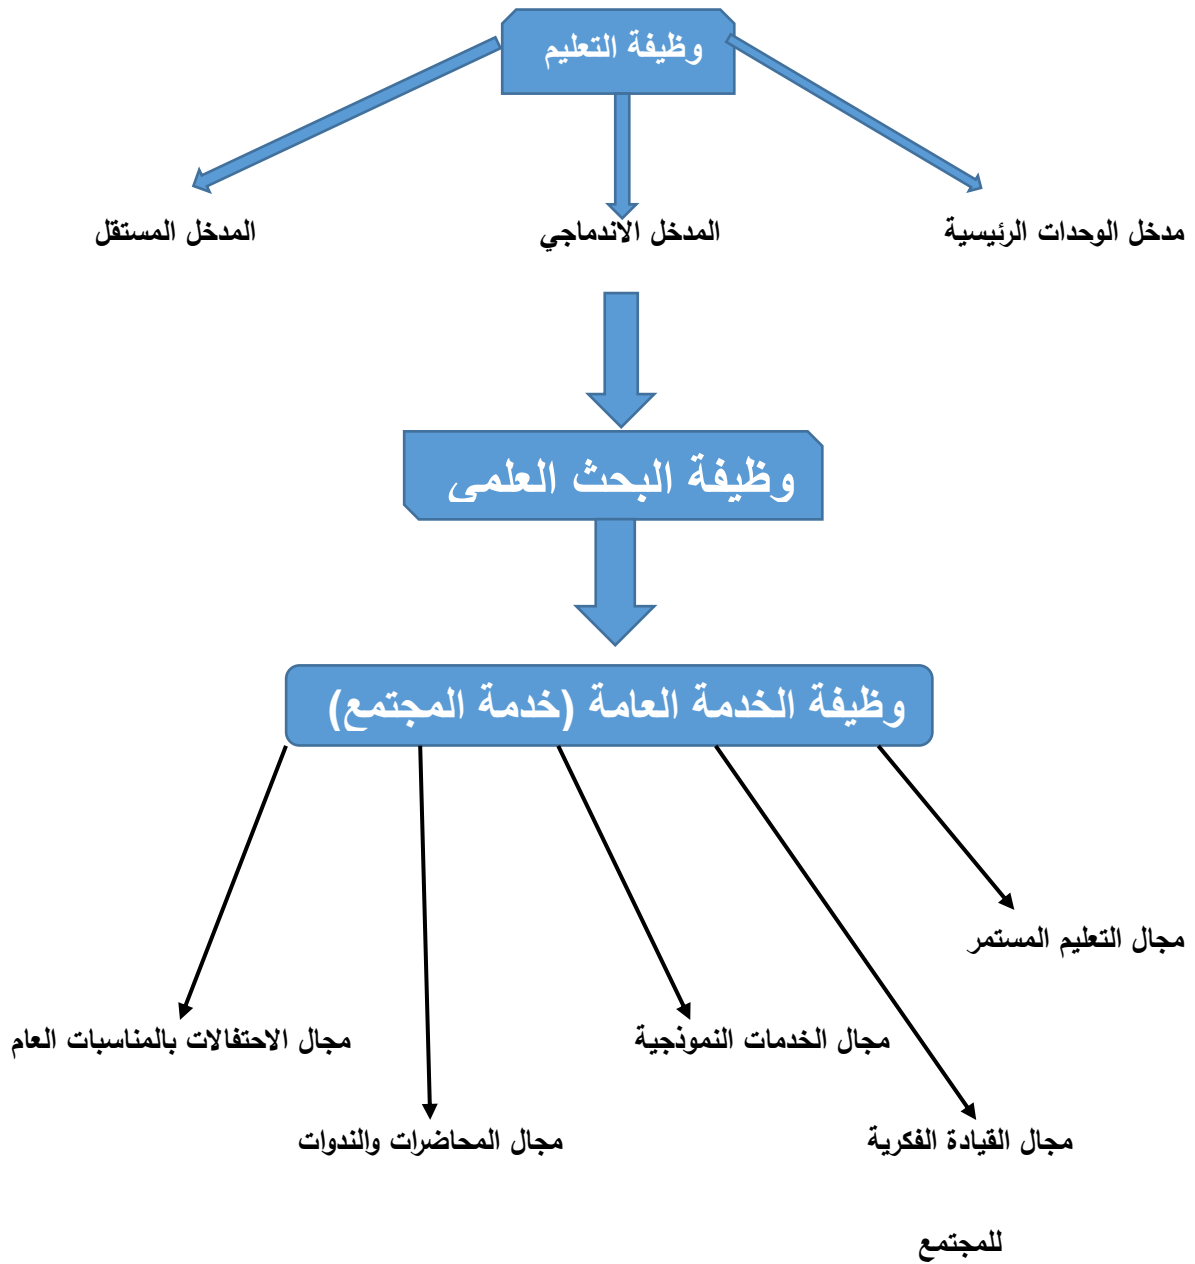 وظيفة التعليم
مدخل الوحدات الرئيسية المدخل الاندماجي المدخل المستقل
وظيفة البحث العلمي
وظيفة الخدمة العامة (خدمة المجتمع)
مجال التعليم المستمر
مجال الخدمات النموذجية مجال الاحتفالات بالمناسبات العام
مجال القيادة الفكرية مجال المحاضرات والندوات
للمجتمع